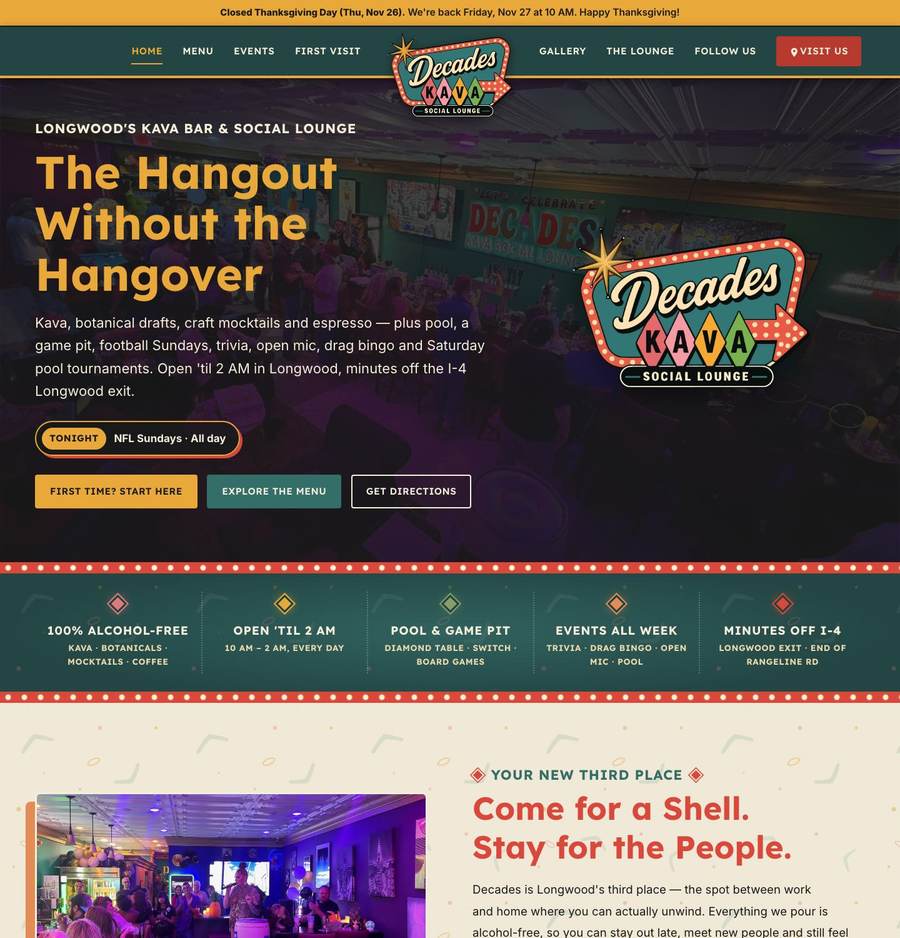 Closed Thanksgiving Day (Thu, Nov 26). We're back Friday, Nov 27 at 10 AM. Happy Thanksgiving!
HOME MENU EVENTS FIRST VISIT
Decades
KAVA
SOCIAL LOUNGE
GALLERY THE LOUNGE FOLLOW US VISIT US
LONGWOOD'S KAVA BAR & SOCIAL LOUNGE
The Hangout
Without the
Hangover
Kava, botanical drafts, craft mocktails and espresso — plus pool, a
game pit, football Sundays, trivia, open mic, drag bingo and Saturday
pool tournaments. Open 'til 2 AM in Longwood, minutes off the I-4
Longwood exit.
TONIGHT NFL Sundays · All day
FIRST TIME? START HERE EXPLORE THE MENU GET DIRECTIONS
LET'S CELEBRATE
DECADES
KAVA SOCIAL LOUNGE
Decades
KAVA
SOCIAL LOUNGE
100% ALCOHOL-FREE
KAVA · BOTANICALS ·
MOCKTAILS · COFFEE
OPEN 'TIL 2 AM
10 AM – 2 AM, EVERY DAY
POOL & GAME PIT
DIAMOND TABLE · SWITCH ·
BOARD GAMES
EVENTS ALL WEEK
TRIVIA · DRAG BINGO · OPEN
MIC · POOL
MINUTES OFF I-4
LONGWOOD EXIT · END OF
RANGELINE RD
YOUR NEW THIRD PLACE
Come for a Shell.
Stay for the People.
Decades is Longwood's third place — the spot between work
and home where you can actually unwind. Everything we pour is
alcohol-free, so you can stay out late, meet new people and still feel